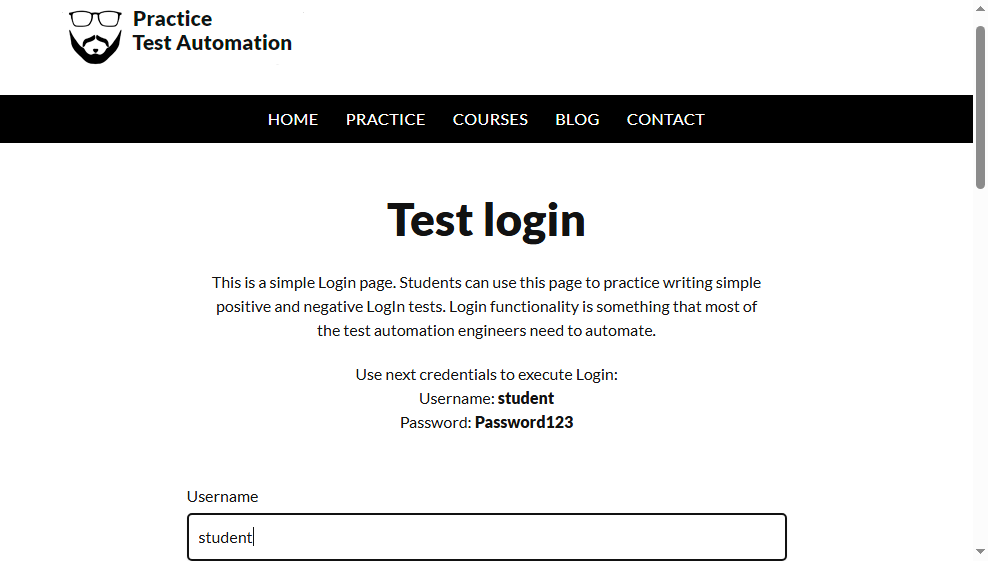 Practice
Test Automation
HOME PRACTICE COURSES BLOG CONTACT
Test login
This is a simple Login page. Students can use this page to practice writing simple
positive and negative LogIn tests. Login functionality is something that most of
the test automation engineers need to automate.
Use next credentials to execute Login:
Username: student
Password: Password123
Username
student